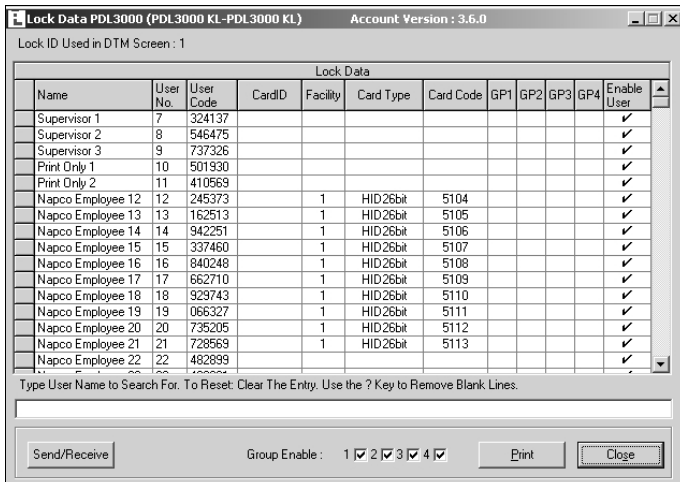 Lock Data PDL3000 (PDL3000 KL-PDL3000 KL) Account Version : 3.6.0
Lock ID Used in DTM Screen : 1
Lock Data
Name User No. User Code CardID Facility Card Type Card Code GP1 GP2 GP3 GP4 Enable User
Supervisor 1 7 324137
Supervisor 2 8 546475
Supervisor 3 9 737326
Print Only 1 10 501930
Print Only 2 11 410569
Napco Employee 12 12 245373 1 HID26bit 5104
Napco Employee 13 13 162513 1 HID26bit 5105
Napco Employee 14 14 942251 1 HID26bit 5106
Napco Employee 15 15 337460 1 HID26bit 5107
Napco Employee 16 16 840248 1 HID26bit 5108
Napco Employee 17 17 662710 1 HID26bit 5109
Napco Employee 18 18 929743 1 HID26bit 5110
Napco Employee 19 19 066327 1 HID26bit 5111
Napco Employee 20 20 735205 1 HID26bit 5112
Napco Employee 21 21 728569 1 HID26bit 5113
Napco Employee 22 22 482899
Type User Name to Search For. To Reset: Clear The Entry. Use the ? Key to Remove Blank Lines.
Send/Receive Group Enable : 1 2 3 4 Print Close